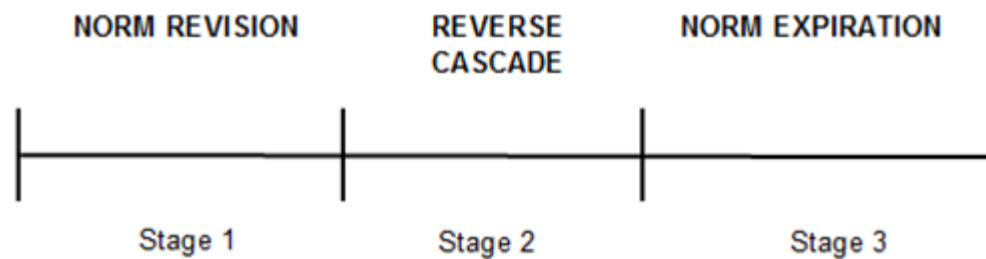 NORM REVISION
REVERSE
CASCADE
NORM EXPIRATION
Stage 1
Stage 2
Stage 3